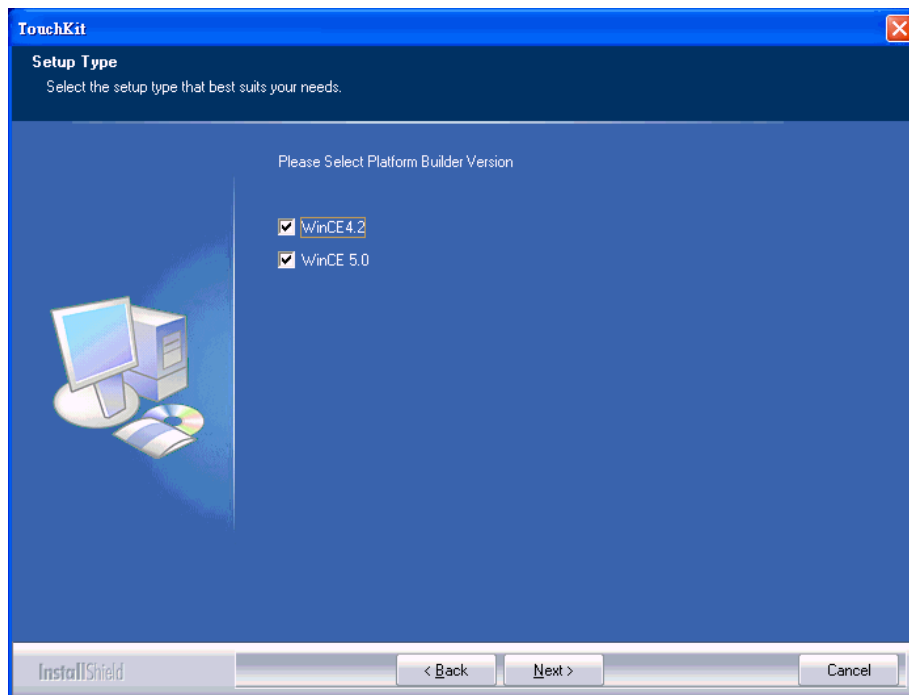 TouchKit
Setup Type
Select the setup type that best suits your needs.
Please Select Platform Builder Version
WinCE4.2
WinCE 5.0
InstallShield
< Back
Next >
Cancel